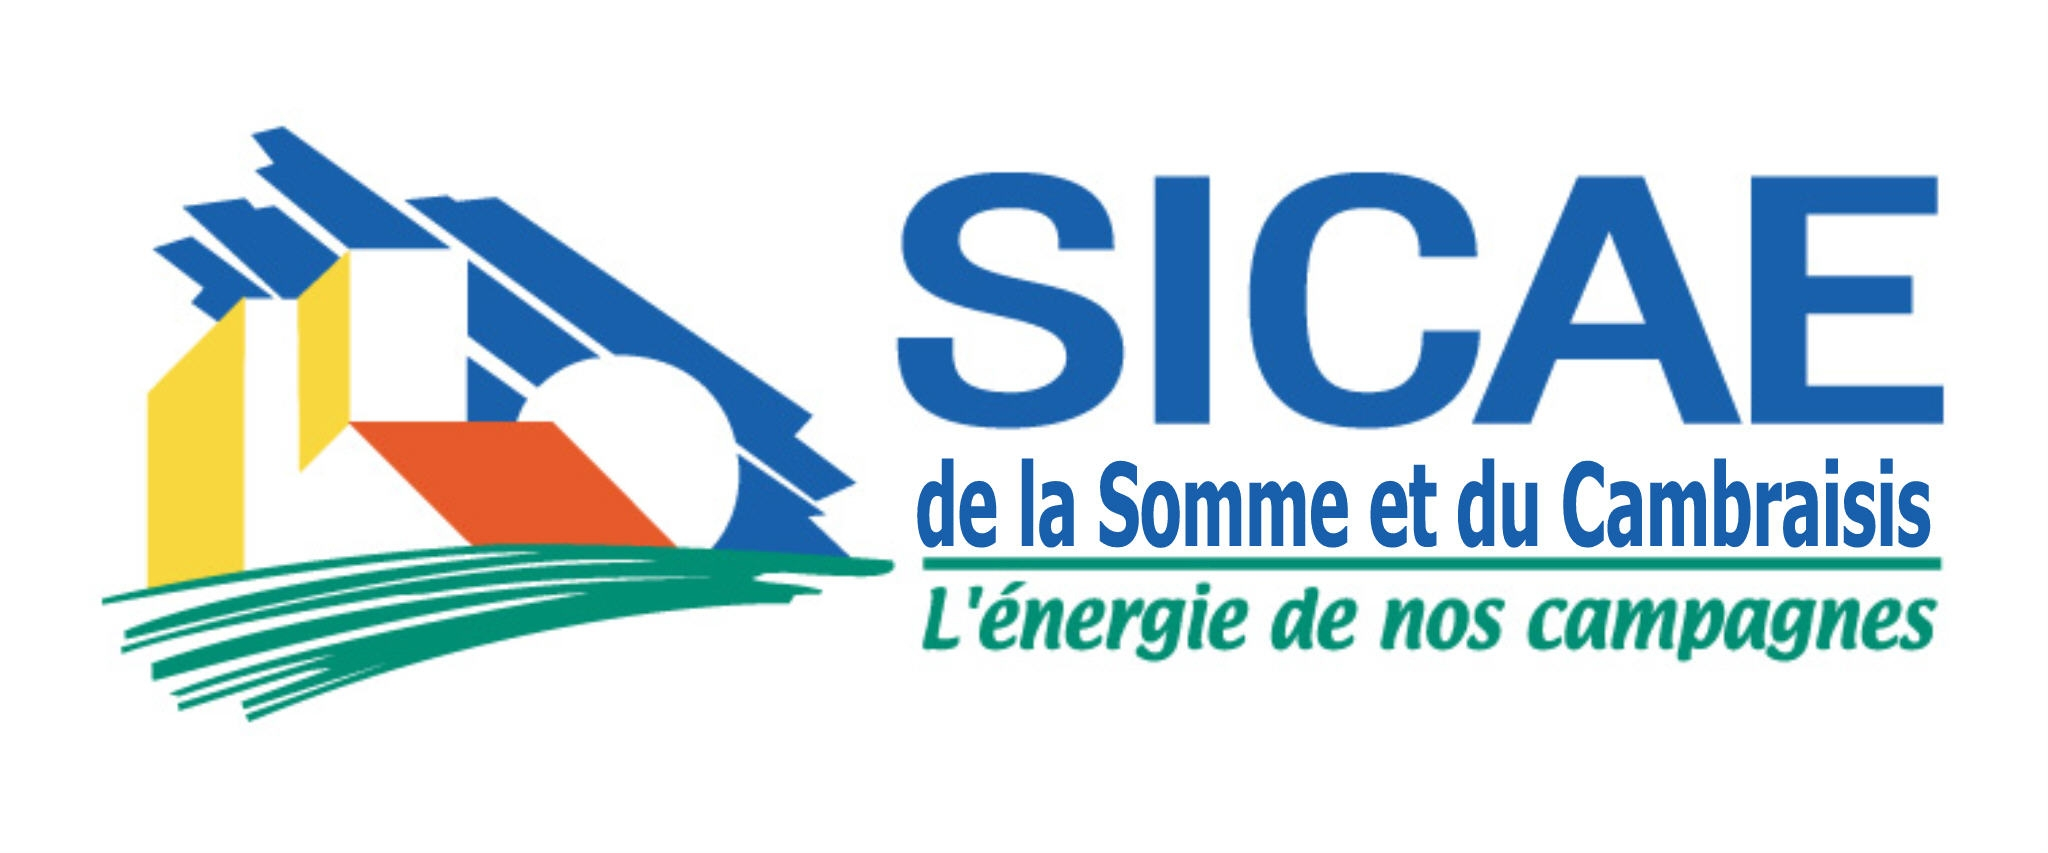 SICAE
de la Somme et du Cambraisis
L'énergie de nos campagnes